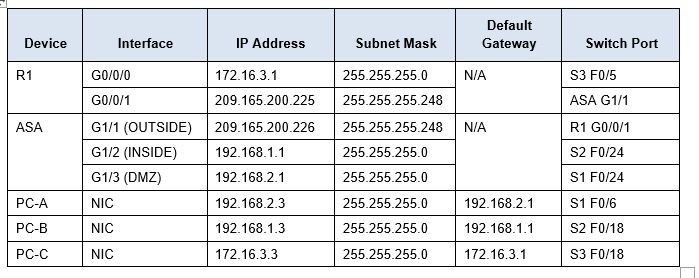 Device Interface IP Address Subnet Mask Default Gateway Switch Port
R1 G0/0/0 172.16.3.1 255.255.255.0 N/A S3 F0/5
G0/0/1 209.165.200.225 255.255.255.248 ASA G1/1
ASA G1/1 (OUTSIDE) 209.165.200.226 255.255.255.248 N/A R1 G0/0/1
G1/2 (INSIDE) 192.168.1.1 255.255.255.0 S2 F0/24
G1/3 (DMZ) 192.168.2.1 255.255.255.0 S1 F0/24
PC-A NIC 192.168.2.3 255.255.255.0 192.168.2.1 S1 F0/6
PC-B NIC 192.168.1.3 255.255.255.0 192.168.1.1 S2 F0/18
PC-C NIC 172.16.3.3 255.255.255.0 172.16.3.1 S3 F0/18